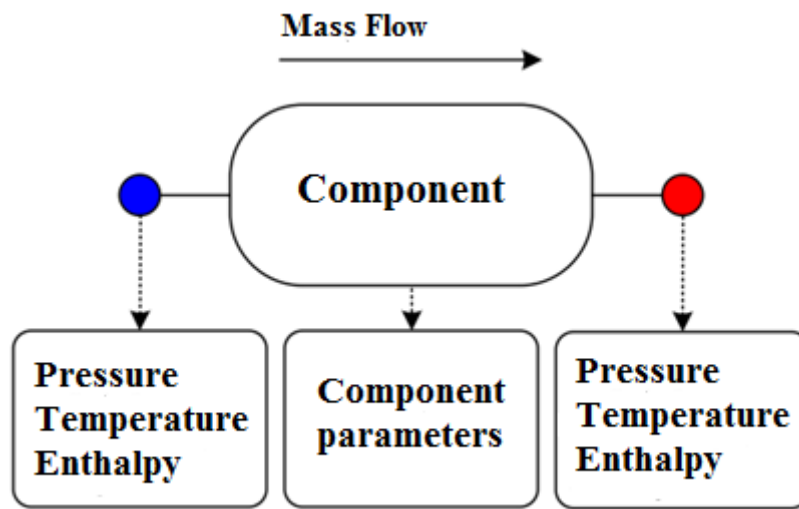 Mass Flow
Component
Pressure
Temperature
Enthalpy
Component
parameters
Pressure
Temperature
Enthalpy